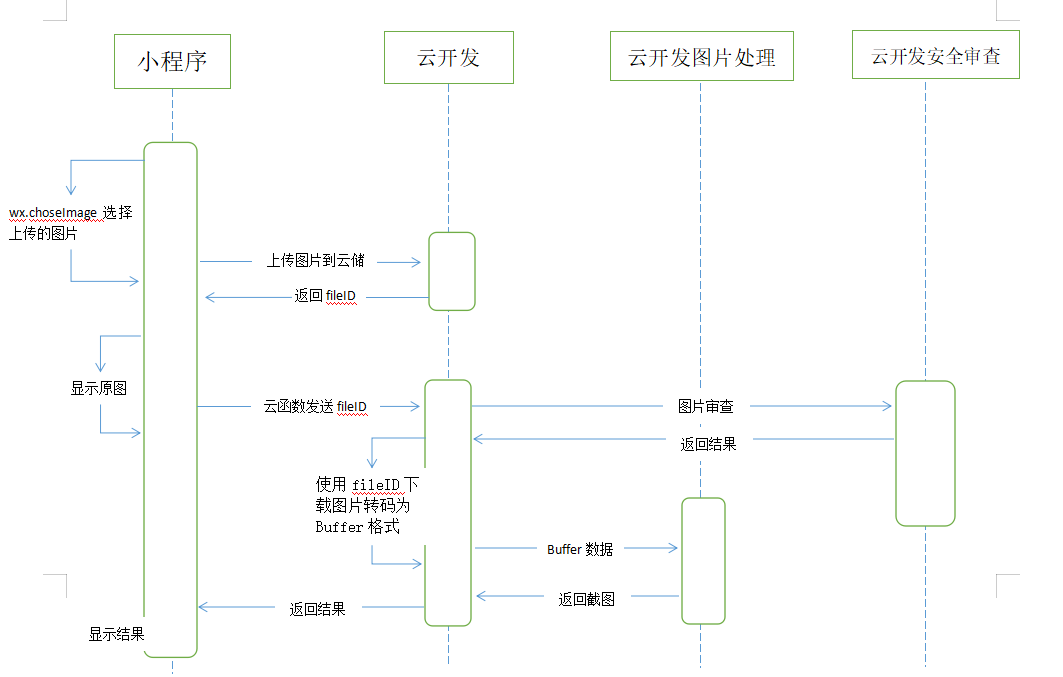 小程序
云开发
云开发图片处理
云开发安全审查
wx.choseImage 选择
上传的图片
上传图片到云储
返回 fileID
显示原图
云函数发送 fileID
图片审查
返回结果
使用 fileID 下
载图片转码为
Buffer 格式
Buffer 数据
返回截图
返回结果
显示结果